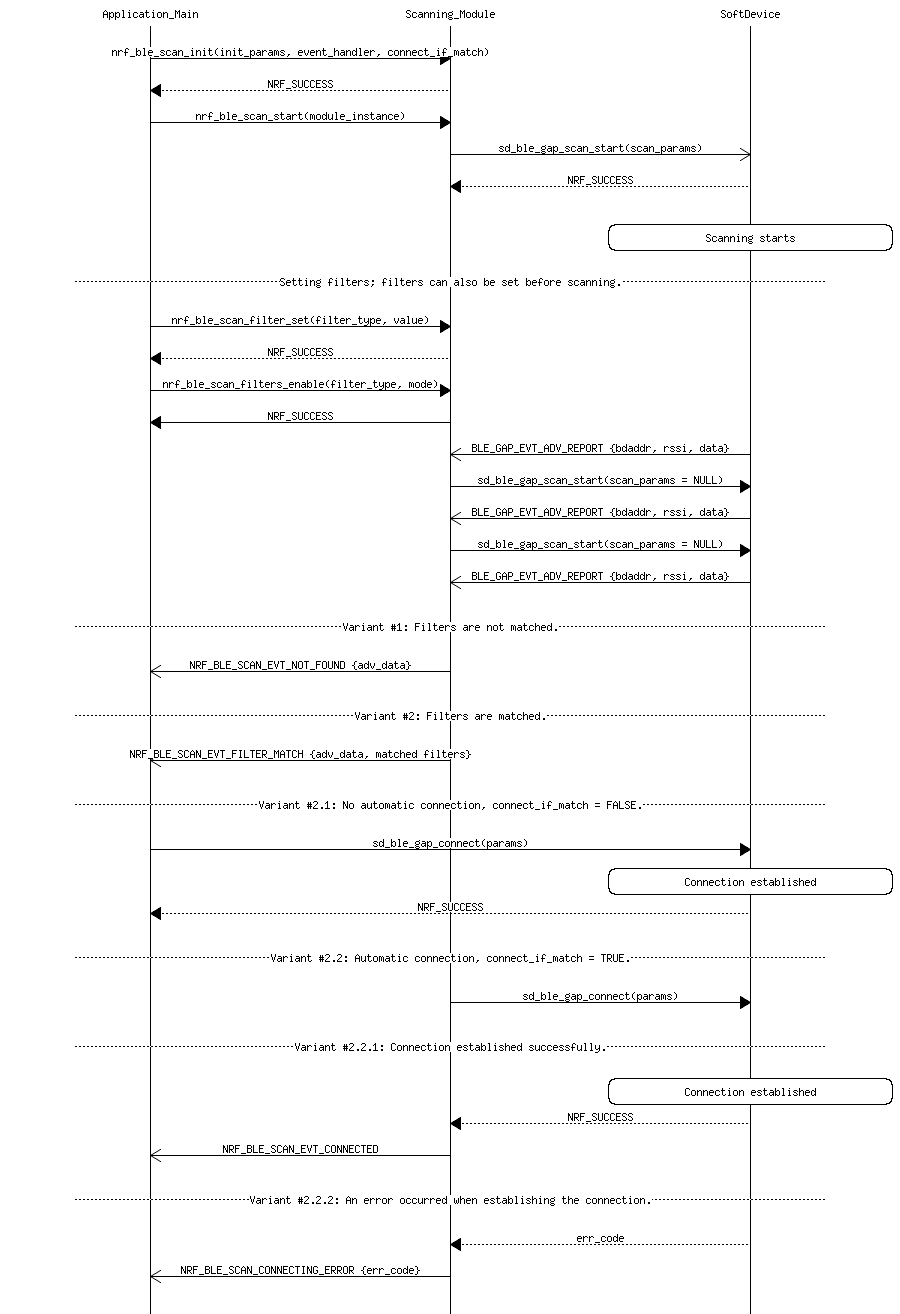 Application_Main Scanning_Module SoftDevice
nrf_ble_scan_init(init_params, event_handler, connect_if_match)
NRF_SUCCESS
nrf_ble_scan_start(module_instance)
sd_ble_gap_scan_start(scan_params)
NRF_SUCCESS
Scanning starts
Setting filters; filters can also be set before scanning.
nrf_ble_scan_filter_set(filter_type, value)
NRF_SUCCESS
nrf_ble_scan_filters_enable(filter_type, mode)
NRF_SUCCESS
BLE_GAP_EVT_ADV_REPORT {bdaddr, rssi, data}
sd_ble_gap_scan_start(scan_params = NULL)
BLE_GAP_EVT_ADV_REPORT {bdaddr, rssi, data}
sd_ble_gap_scan_start(scan_params = NULL)
BLE_GAP_EVT_ADV_REPORT {bdaddr, rssi, data}
Variant #1: Filters are not matched.
NRF_BLE_SCAN_EVT_NOT_FOUND {adv_data}
Variant #2: Filters are matched.
NRF_BLE_SCAN_EVT_FILTER_MATCH {adv_data, matched filters}
Variant #2.1: No automatic connection, connect_if_match = FALSE.
sd_ble_gap_connect(params)
Connection established
NRF_SUCCESS
Variant #2.2: Automatic connection, connect_if_match = TRUE.
sd_ble_gap_connect(params)
Variant #2.2.1: Connection established successfully.
Connection established
NRF_SUCCESS
NRF_BLE_SCAN_EVT_CONNECTED
Variant #2.2.2: An error occurred when establishing the connection.
err_code
NRF_BLE_SCAN_CONNECTING_ERROR {err_code}